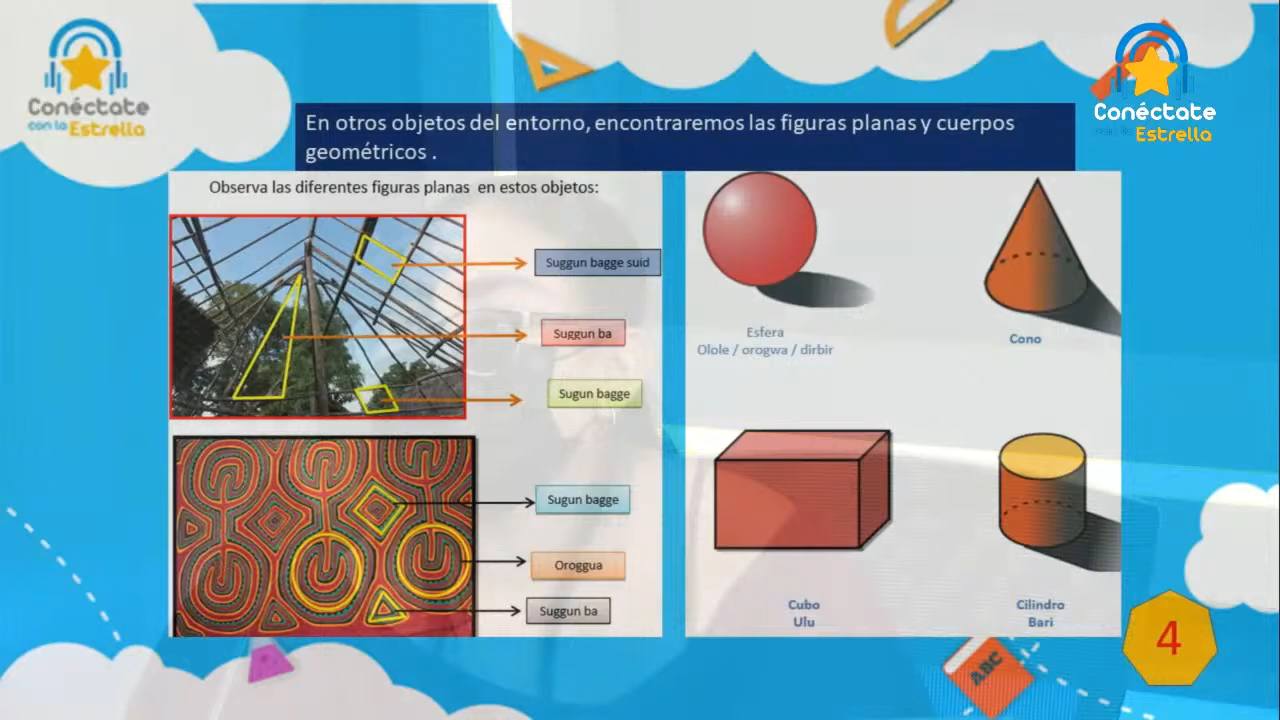 Conéctate
con la Estrella
Conéctate
Estrella
En otros objetos del entorno, encontraremos las figuras planas y cuerpos
geométricos .
Observa las diferentes figuras planas en estos objetos:
Suggun bagge suid
Suggun ba
Sugun bagge
Sugun bagge
Oroggua
Suggun ba
Esfera
Olole / orogwa / dirbir
Cono
Cubo
Ulu
Cilindro
Bari
4
ABC